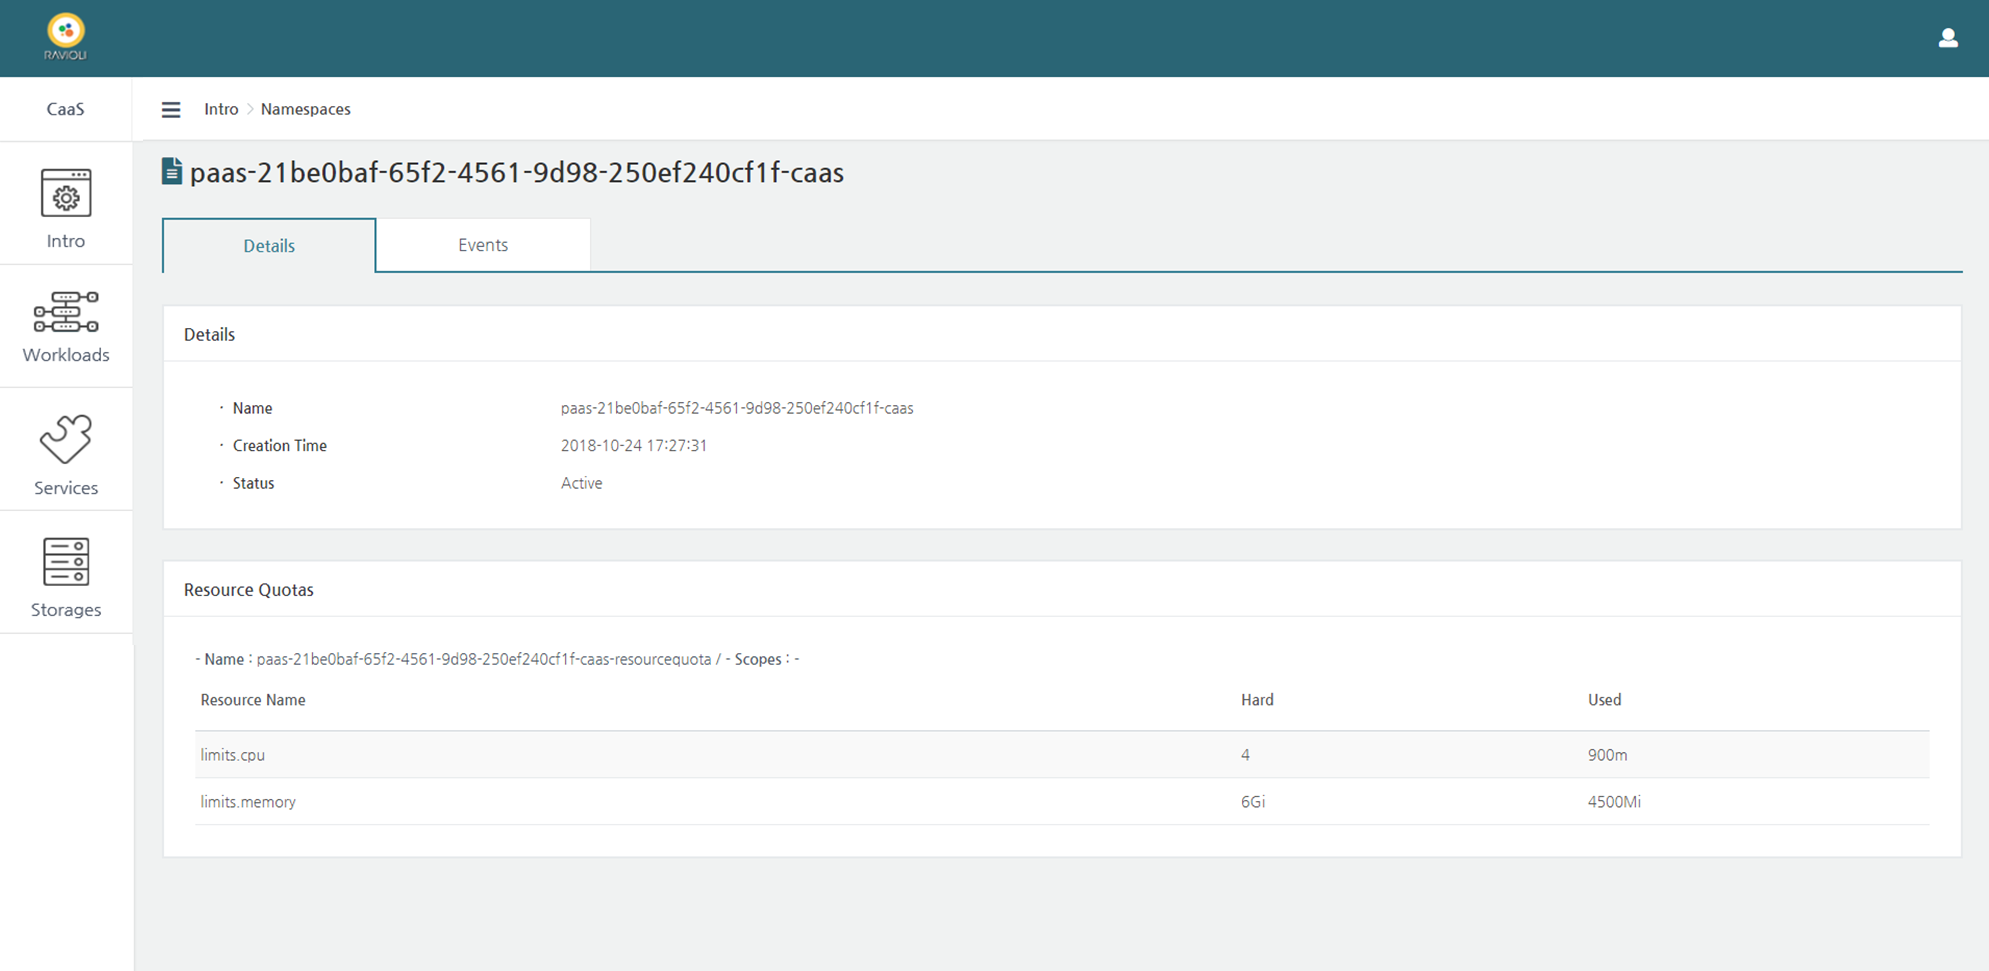 RAVIOLI
CaaS
Intro > Namespaces
Intro
Workloads
Services
Storages
paas-21be0baf-65f2-4561-9d98-250ef240cf1f-caas
Details Events
Details
· Name paas-21be0baf-65f2-4561-9d98-250ef240cf1f-caas
· Creation Time 2018-10-24 17:27:31
· Status Active
Resource Quotas
- Name : paas-21be0baf-65f2-4561-9d98-250ef240cf1f-caas-resourcequota / - Scopes : -
Resource Name Hard Used
limits.cpu 4 900m
limits.memory 6Gi 4500Mi